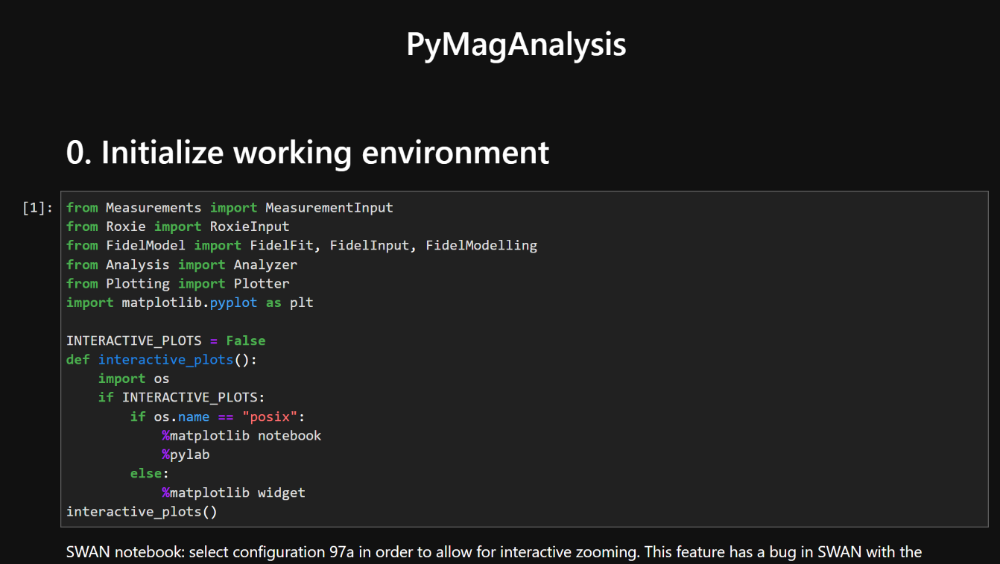 PyMagAnalysis
0. Initialize working environment
[1]:
from Measurements import MeasurementInput
from Roxie import RoxieInput
from FidelModel import FidelFit, FidelInput, FidelModelling
from Analysis import Analyzer
from Plotting import Plotter
import matplotlib.pyplot as plt

INTERACTIVE_PLOTS = False
def interactive_plots():
    import os
    if INTERACTIVE_PLOTS:
        if os.name == "posix":
            %matplotlib notebook
            %pylab
        else:
            %matplotlib widget
interactive_plots()
SWAN notebook: select configuration 97a in order to allow for interactive zooming. This feature has a bug in SWAN with the